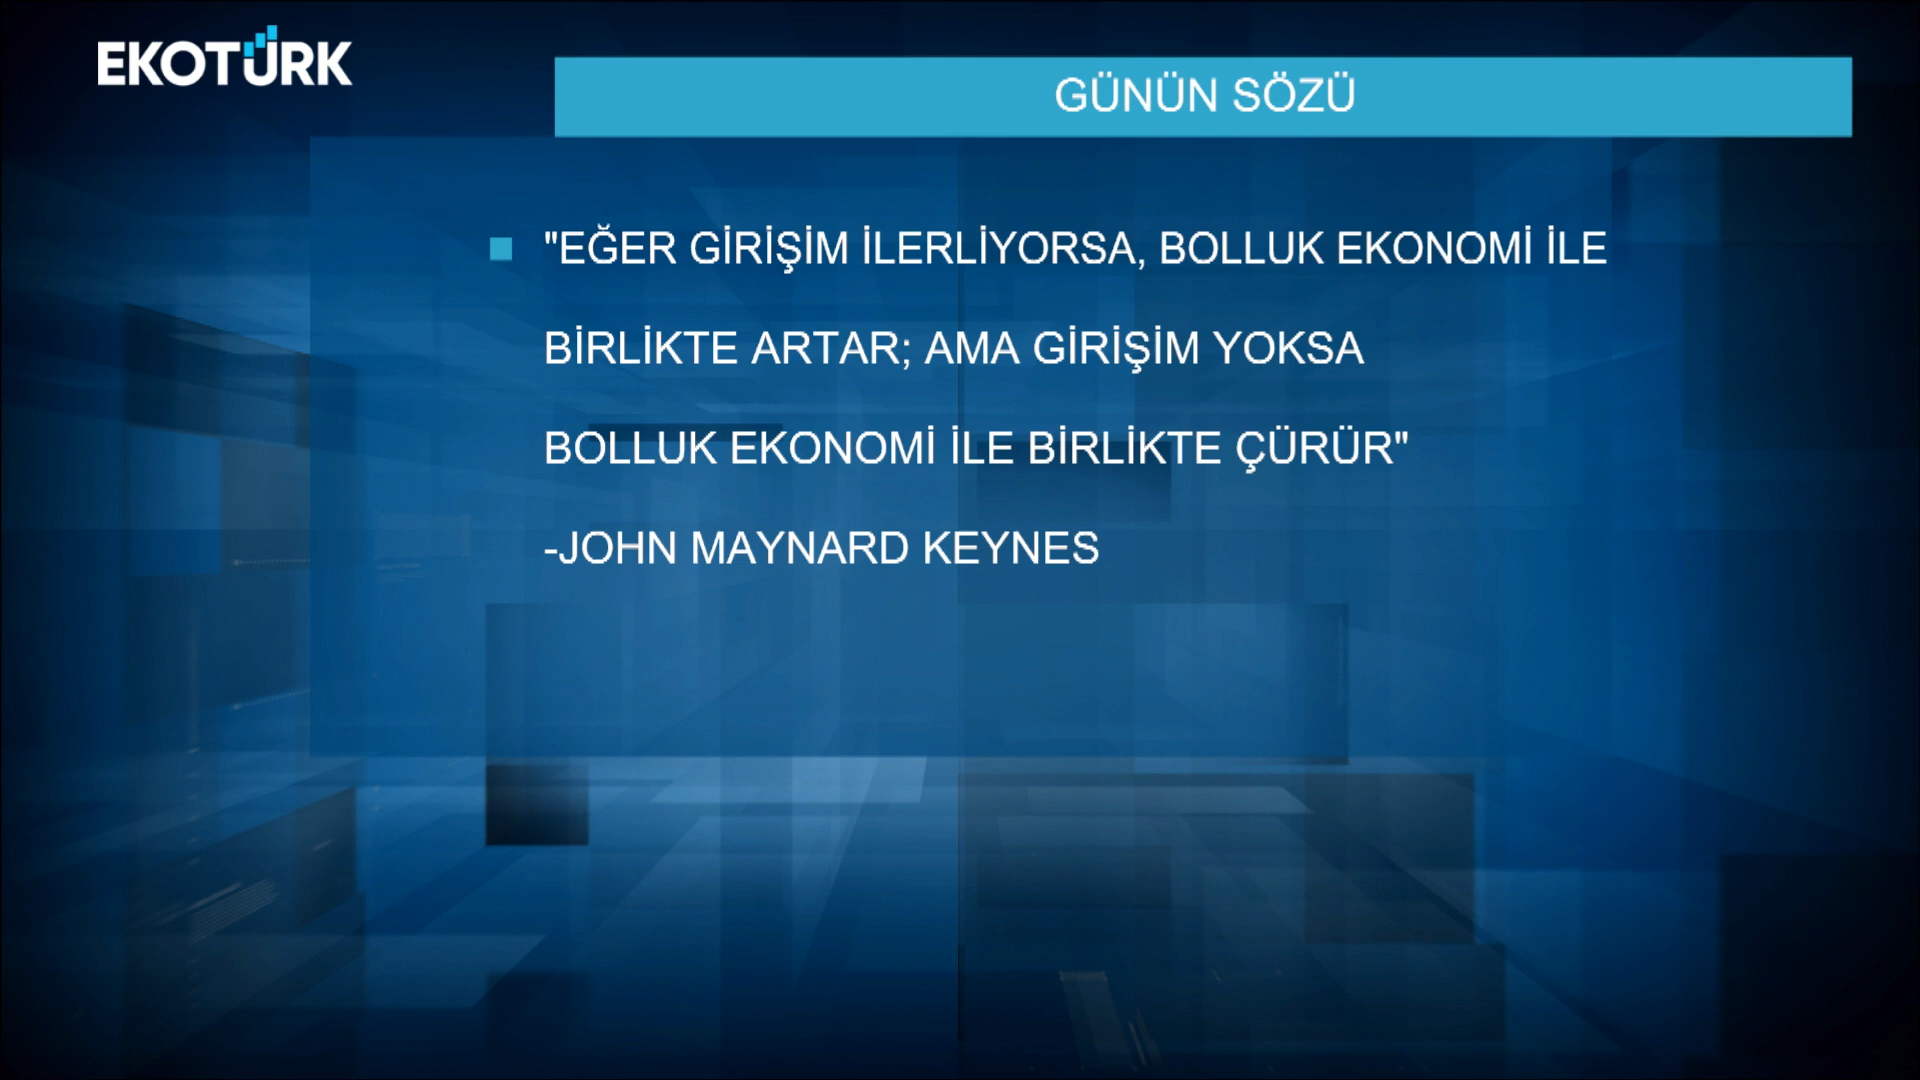 EKOTÜRK
GÜNÜN SÖZÜ
"EĞER GİRİŞİM İLERLİYORSA, BOLLUK EKONOMİ İLE
BİRLİKTE ARTAR; AMA GİRİŞİM YOKSA
BOLLUK EKONOMİ İLE BİRLİKTE ÇÜRÜR"
-JOHN MAYNARD KEYNES